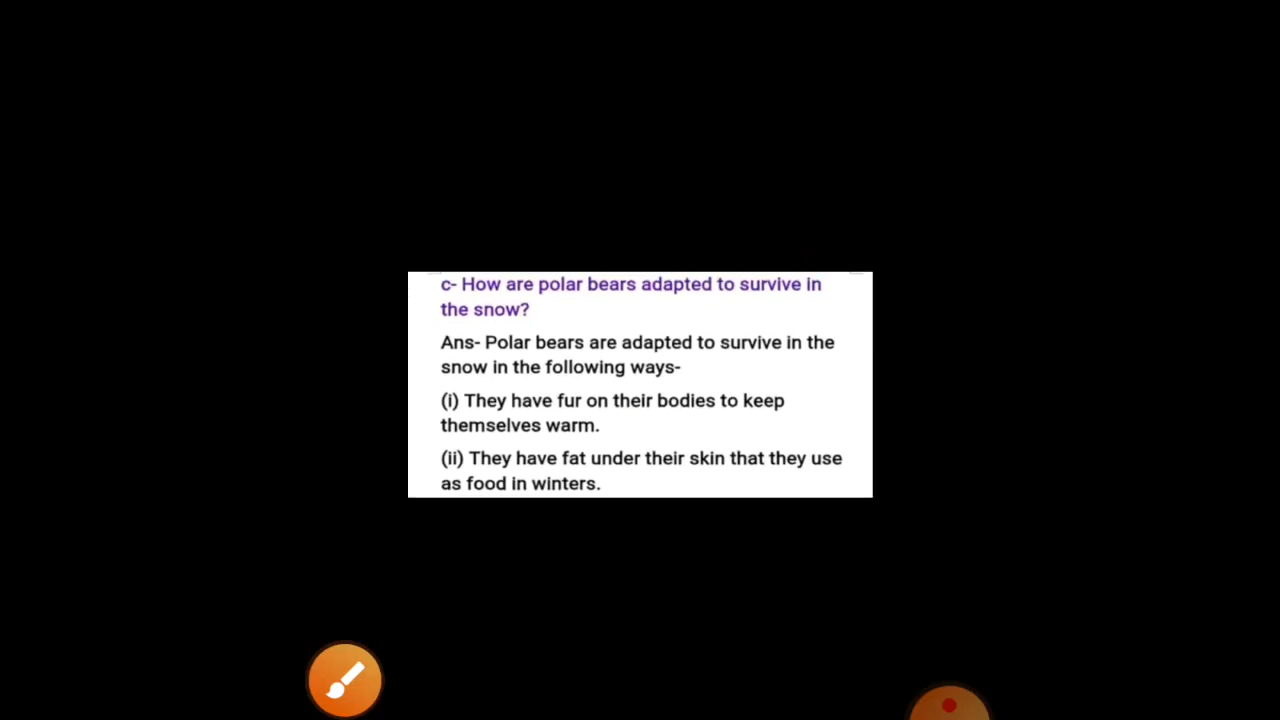 c- How are polar bears adapted to survive in
the snow?
Ans- Polar bears are adapted to survive in the
snow in the following ways-
(i) They have fur on their bodies to keep
themselves warm.
(ii) They have fat under their skin that they use
as food in winters.